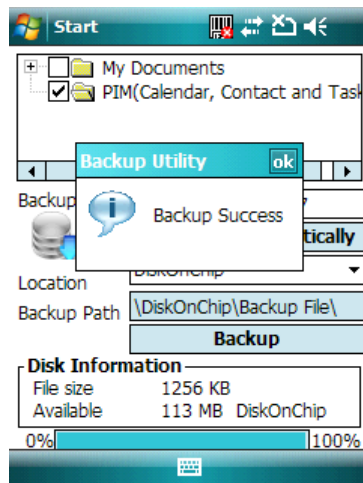 Start
My Documents
PIM(Calendar, Contact and Task
Backup Utility
ok
Backup
Backup Success
tically
Location
DiskOnChip
Backup Path
\DiskOnChip\Backup File\
Backup
Disk Information
File size 1256 KB
Available 113 MB DiskOnChip
0% 100%